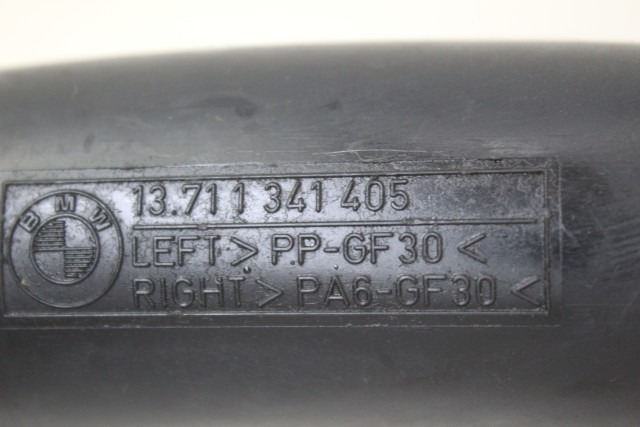 BMW
13.711 341 405
LEFT > PP-GF30 <
RIGHT > PA6-GF30 <